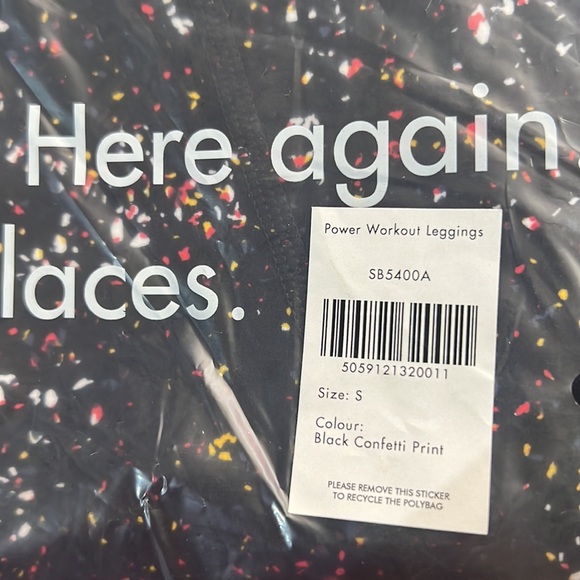 Here again.
laces.
Power Workout Leggings
SB5400A
5059121320011
Size: S
Colour:
Black Confetti Print
PLEASE REMOVE THIS STICKER
TO RECYCLE THE POLYBAG